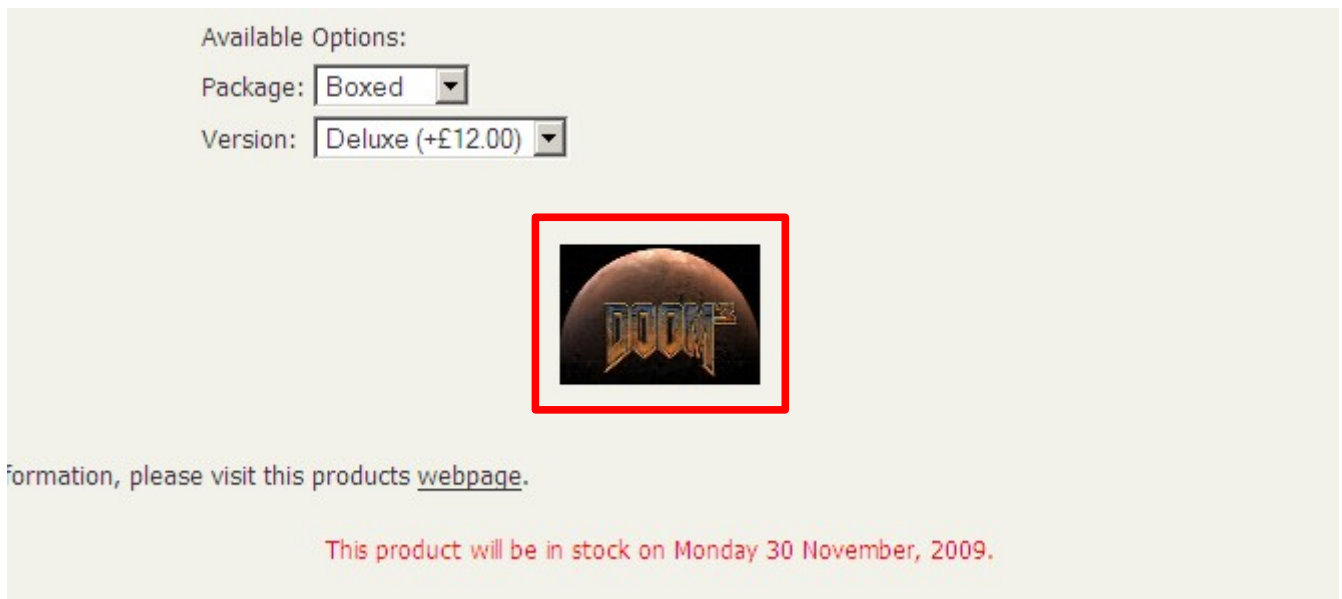 Available Options:
Package: Boxed
Version: Deluxe (+£12.00)
DOOM3
formation, please visit this products webpage.
This product will be in stock on Monday 30 November, 2009.